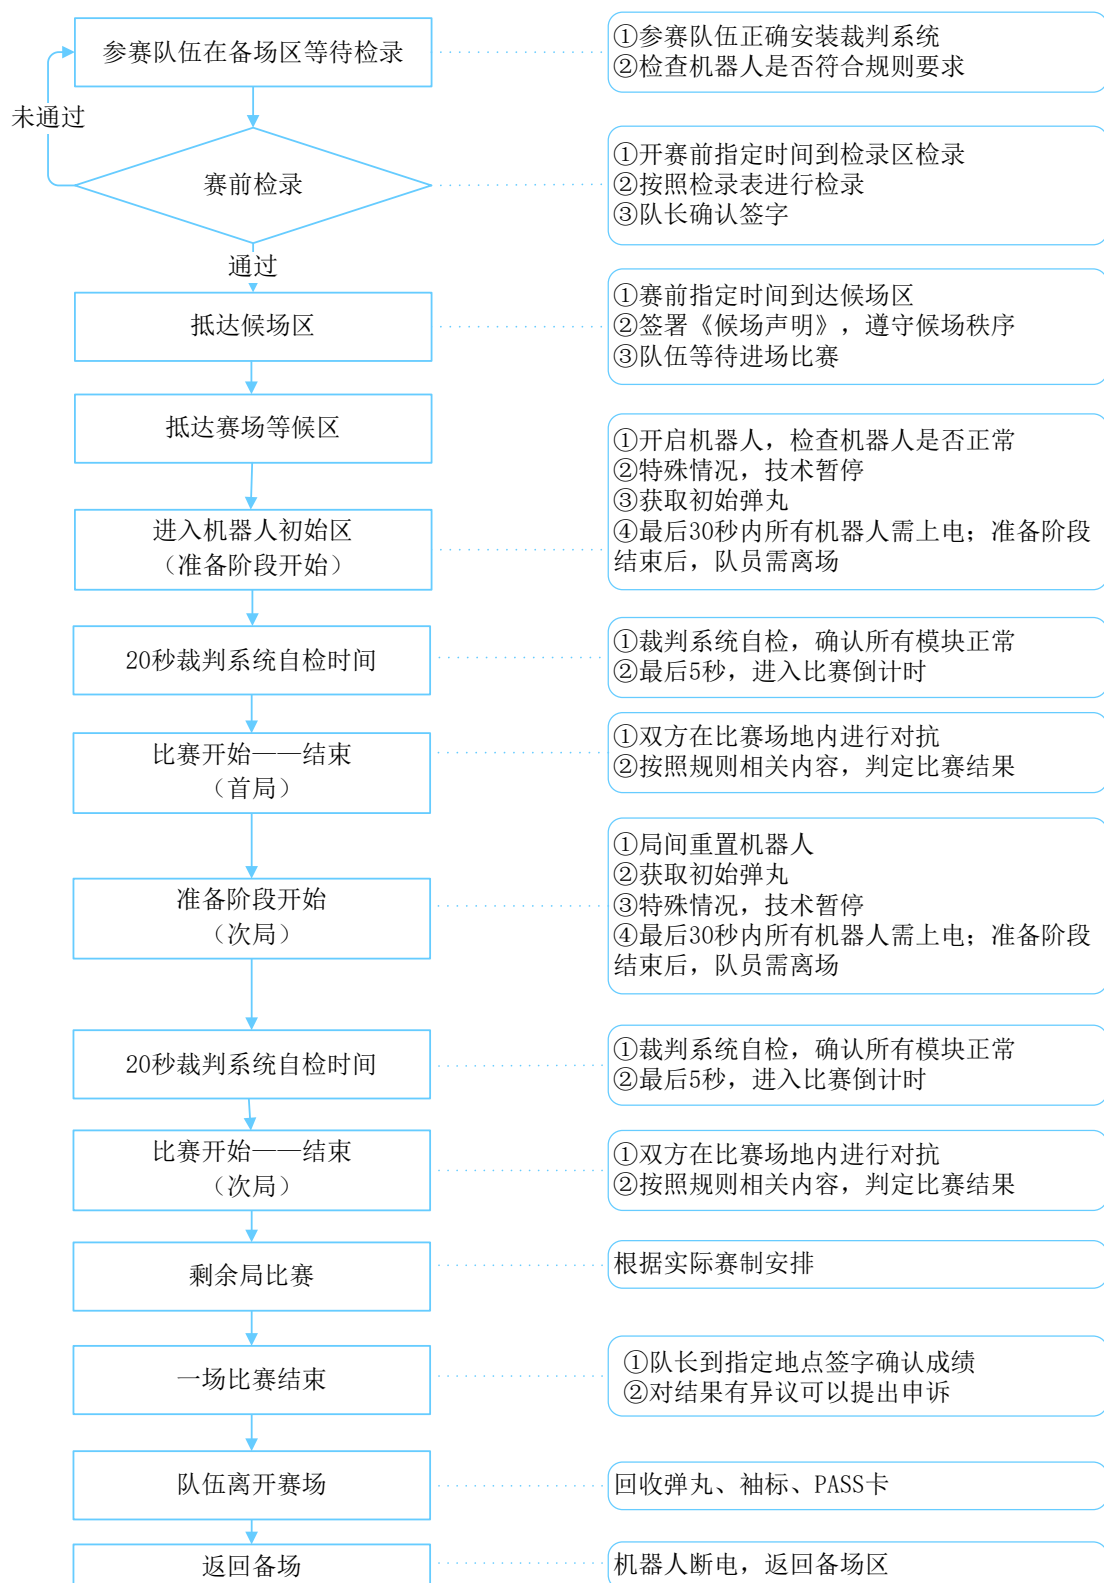 参赛队伍在备场区等待检录
①参赛队伍正确安装裁判系统
②检查机器人是否符合规则要求
未通过
赛前检录
①开赛前指定时间到检录区检录
②按照检录表进行检录
③队长确认签字
通过
抵达候场区
①赛前指定时间到达候场区
②签署《候场声明》，遵守候场秩序
③队伍等待进场比赛
抵达赛场等候区
进入机器人初始区
（准备阶段开始）
①开启机器人，检查机器人是否正常
②特殊情况，技术暂停
③获取初始弹丸
④最后30秒内所有机器人需上电；准备阶段
结束后，队员需离场
20秒裁判系统自检时间
①裁判系统自检，确认所有模块正常
②最后5秒，进入比赛倒计时
比赛开始——结束
（首局）
①双方在比赛场地内进行对抗
②按照规则相关内容，判定比赛结果
准备阶段开始
（次局）
①局间重置机器人
②获取初始弹丸
③特殊情况，技术暂停
④最后30秒内所有机器人需上电；准备阶段
结束后，队员需离场
20秒裁判系统自检时间
①裁判系统自检，确认所有模块正常
②最后5秒，进入比赛倒计时
比赛开始——结束
（次局）
①双方在比赛场地内进行对抗
②按照规则相关内容，判定比赛结果
剩余局比赛
根据实际赛制安排
一场比赛结束
①队长到指定地点签字确认成绩
②对结果有异议可以提出申诉
队伍离开赛场
回收弹丸、袖标、PASS卡
返回备场
机器人断电，返回备场区